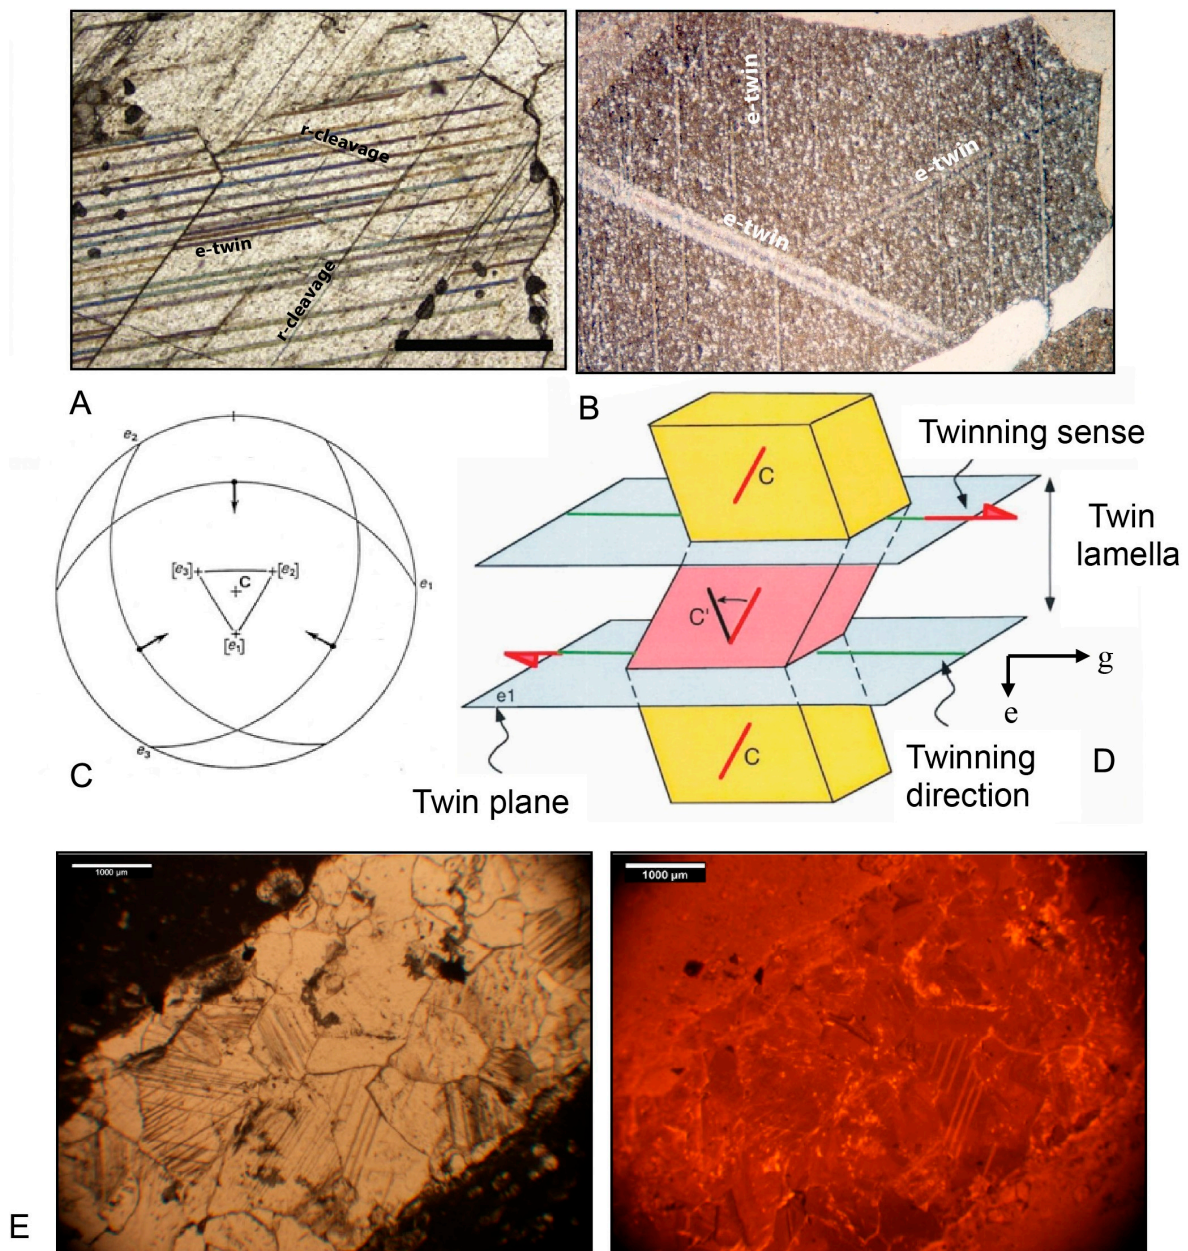 r-cleavage
e-twin
r-cleavage
e-twin
e-twin
e-twin
A
B
e₂
[e₃]
C
[e₂]
[e₁]
e₁
e₃
C
Twinning sense
C
Twin
lamella
C'
g
e
e1
C
Twinning
direction
D
Twin plane
1000 µm
1000 µm
E